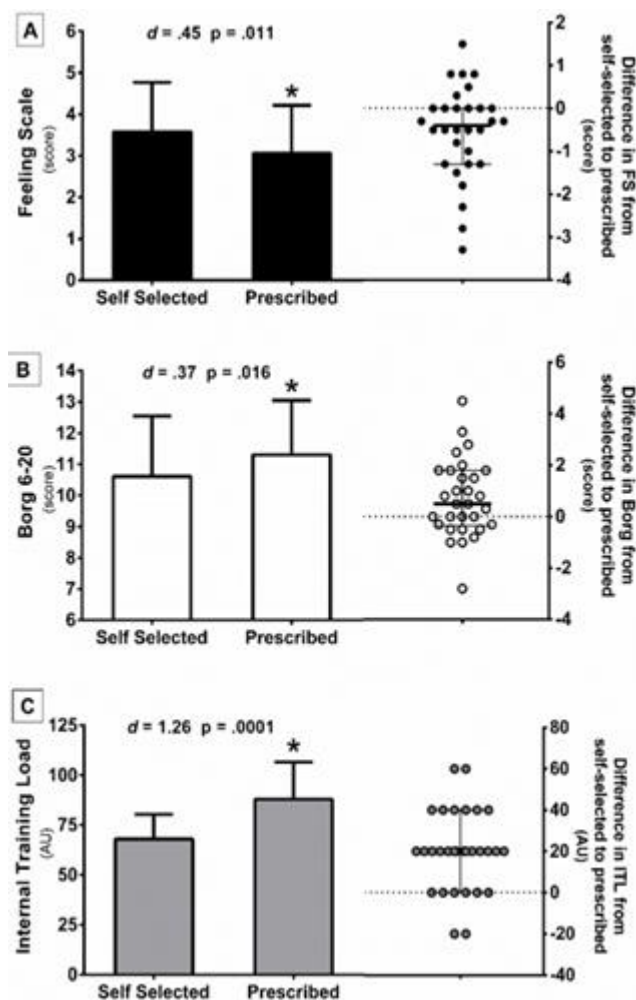 A
d = .45 p = .011
6
5
4
3
2
1
0
Feeling Scale
(score)
*
Self Selected
Prescribed
2
1
0
-1
-2
-3
-4
Difference in FS from
self-selected to prescribed
(score)
B
d = .37 p = .016
14
13
12
11
10
9
8
7
6
Borg 6-20
(score)
*
Self Selected
Prescribed
6
4
2
0
-2
-4
Difference in Borg from
self-selected to prescribed
(score)
C
d = 1.26 p = .0001
125
100
75
50
25
0
Internal Training Load
(AU)
*
Self Selected
Prescribed
80
60
40
20
0
-20
-40
Difference in ITL from
self-selected to prescribed
(AU)